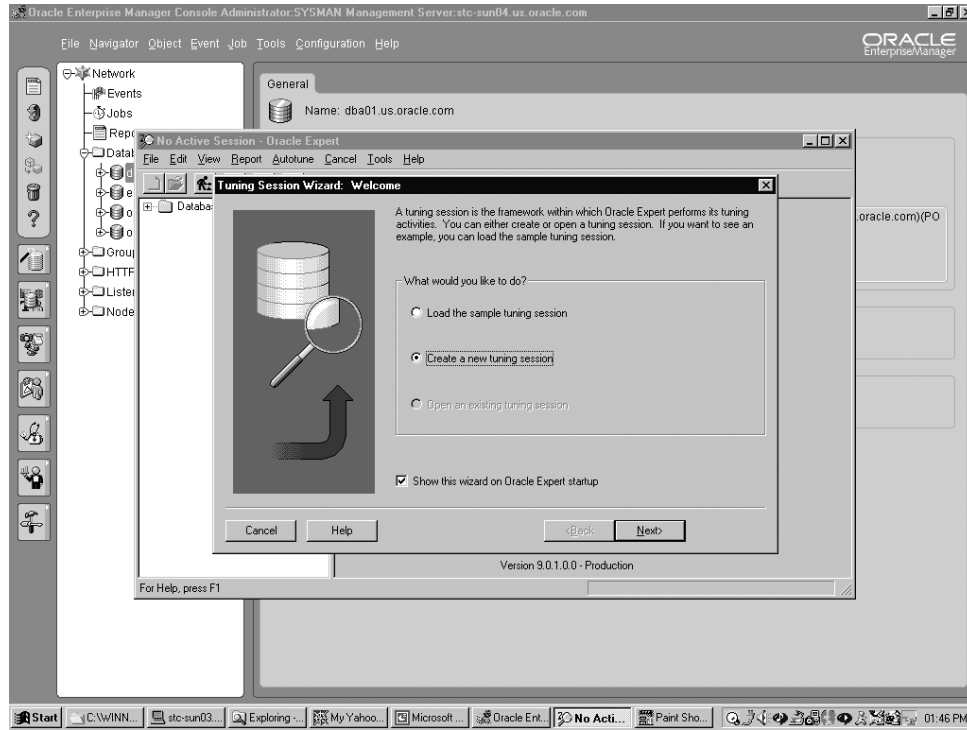 Oracle Enterprise Manager Console Administrator:SYSMAN Management Server:stc-sun04.us.oracle.com
File Navigator Object Event Job Tools Configuration Help
ORACLE
EnterpriseManager
Network
Events
Jobs
Repo
Datab
d
e
o
o
Group
HTTP
Listen
Node
General
Name: dba01.us.oracle.com
.oracle.com)(PO
No Active Session - Oracle Expert
File Edit View Report Autotune Cancel Tools Help
Databa
Tuning Session Wizard: Welcome
A tuning session is the framework within which Oracle Expert performs its tuning
activities. You can either create or open a tuning session. If you want to see an
example, you can load the sample tuning session.
What would you like to do?
Load the sample tuning session
Create a new tuning session
Open an existing tuning session
Show this wizard on Oracle Expert startup
Cancel Help <Back Next>
Version 9.0.1.0.0 - Production
For Help, press F1
Start C:\WINN... stc-sun03... Exploring -... My Yahoo... Microsoft ... Oracle Ent... No Acti... Paint Sho... 01:46 PM